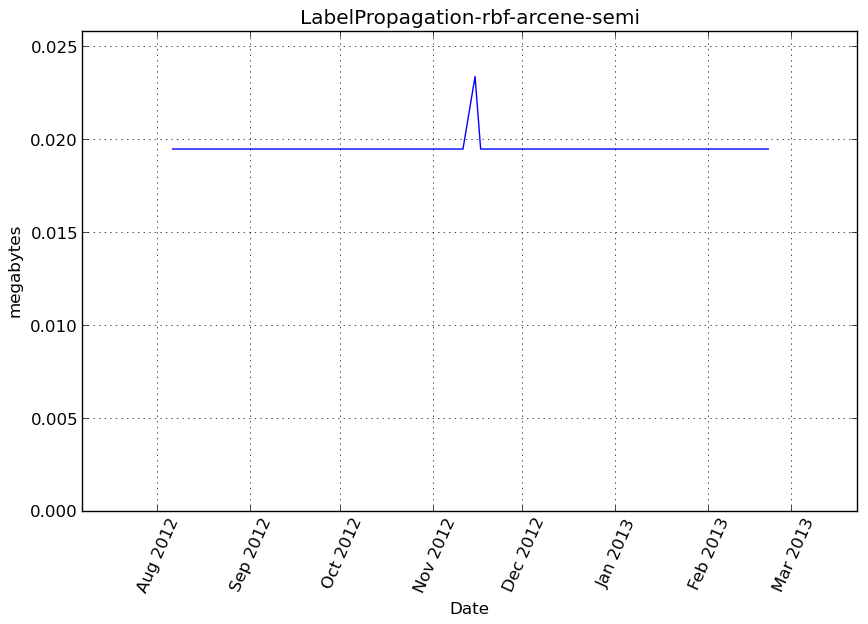 LabelPropagation-rbf-arcene-semi
0.025
0.020
0.015
0.010
0.005
0.000
megabytes
Aug 2012
Sep 2012
Oct 2012
Nov 2012
Dec 2012
Jan 2013
Feb 2013
Mar 2013
Date